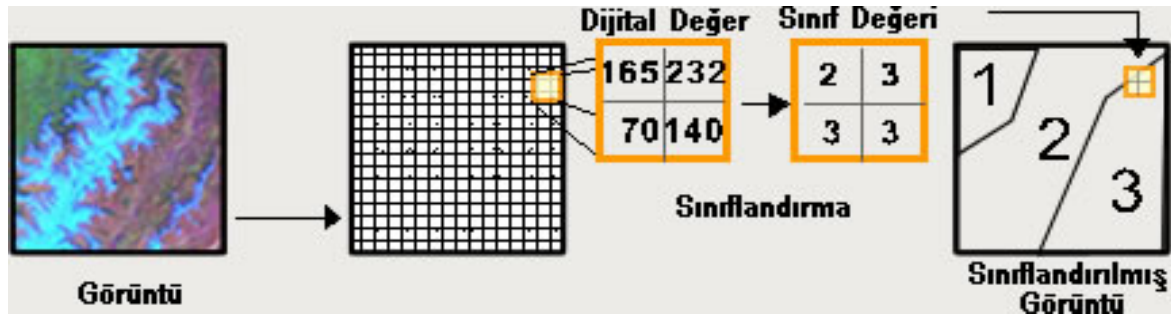 Dijital Değer
Sınıf Değeri
165 232
70 140
2 3
3 3
1
2
3
Sınıflandırma
Görüntü
Sınıflandırılmış
Görüntü